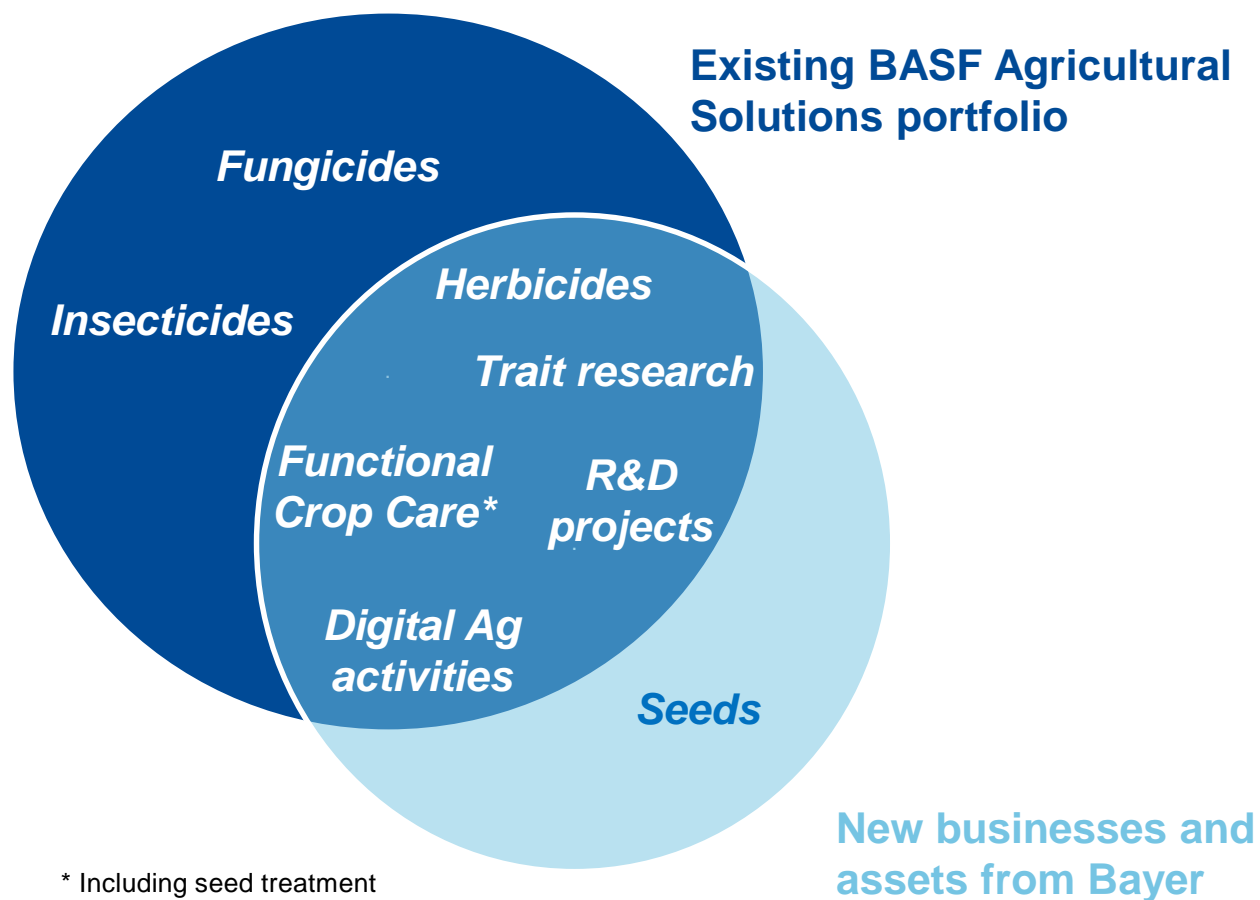 Existing BASF Agricultural
Solutions portfolio
Fungicides
Herbicides
Insecticides
Trait research
Functional
Crop Care*
R&D
projects
Digital Ag
activities
Seeds
New businesses and
assets from Bayer
* Including seed treatment